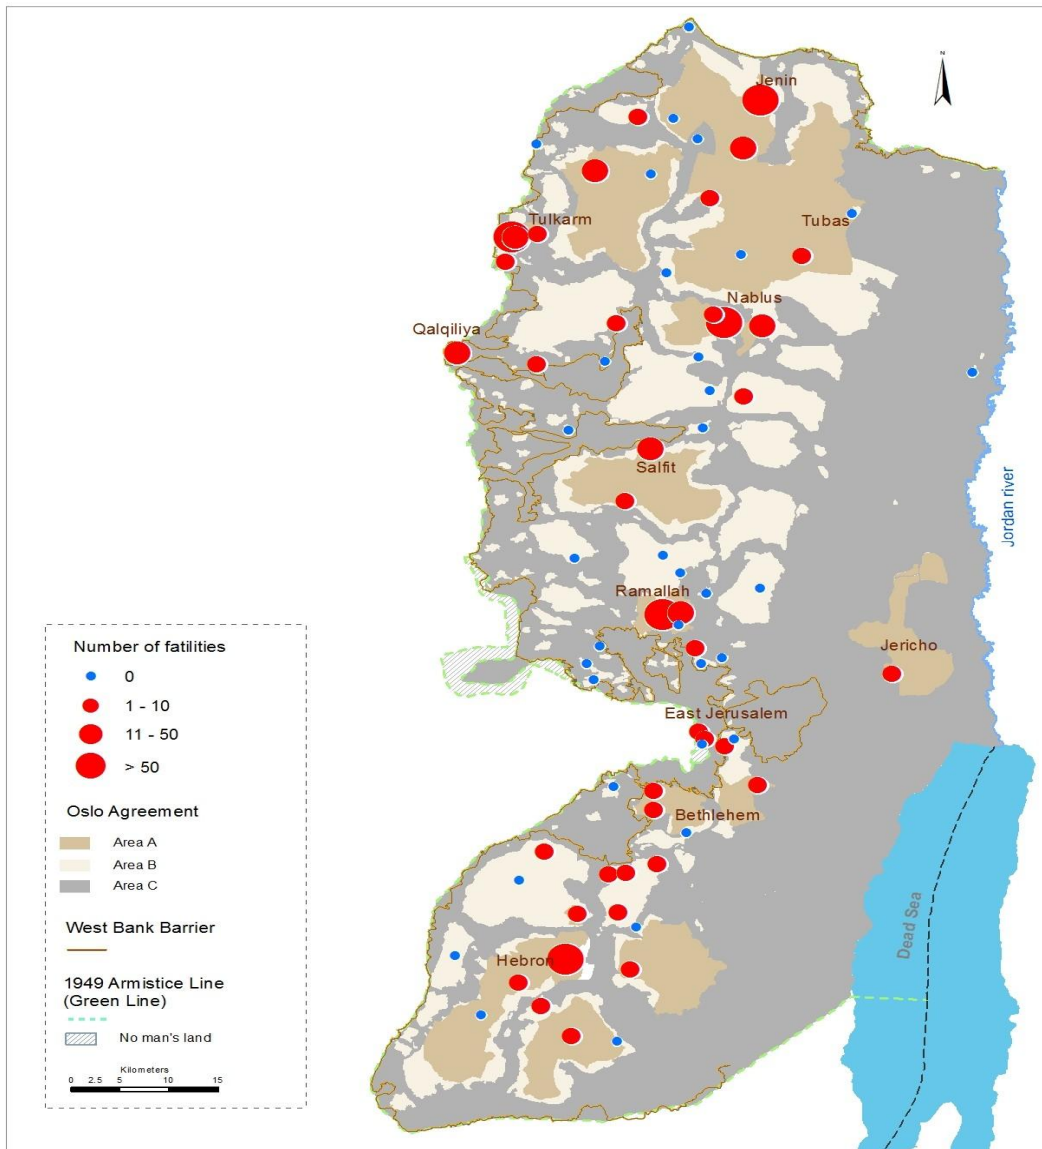 N
Jenin
Tulkarm
Tubas
Nablus
Qalqiliya
Salfit
Jordan river
Ramallah
Jericho
East Jerusalem
Bethlehem
Dead Sea
Hebron
Number of fatilities
0
1 - 10
11 - 50
> 50
Oslo Agreement
Area A
Area B
Area C
West Bank Barrier
1949 Armistice Line
(Green Line)
No man's land
Kilometers
0 2.5 5 10 15